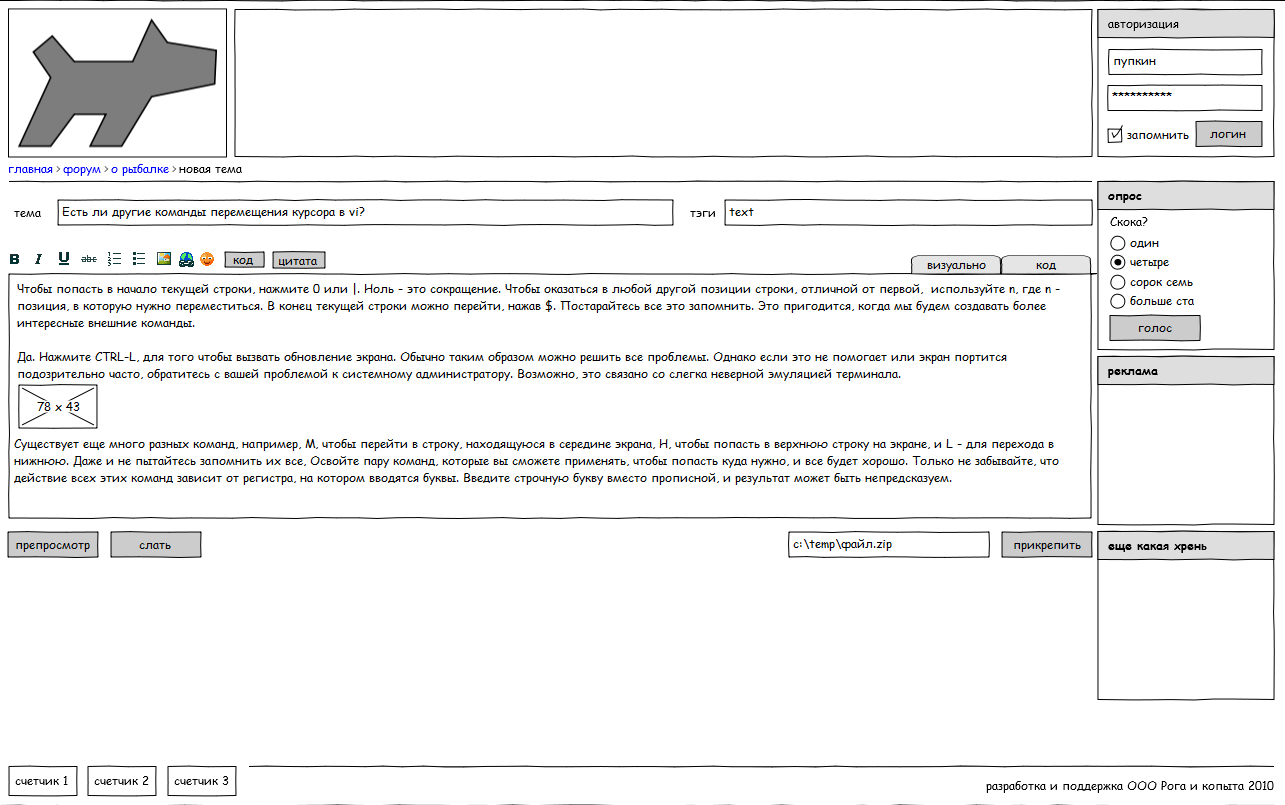 авторизация
пупкин
**********
запомнить логин
главная > форум > о рыбалке > новая тема
тема Есть ли другие команды перемещения курсора в vi? тэги text
опрос
Скока?
один
четыре
сорок семь
больше ста
голос
B I U abc код цитата визуально код
Чтобы попасть в начало текущей строки, нажмите 0 или |. Ноль - это сокращение. Чтобы оказаться в любой другой позиции строки, отличной от первой, используйте n, где n -
позиция, в которую нужно переместиться. В конец текущей строки можно перейти, нажав $. Постарайтесь все это запомнить. Это пригодится, когда мы будем создавать более
интересные внешние команды.
Да. Нажмите CTRL-L, для того чтобы вызвать обновление экрана. Обычно таким образом можно решить все проблемы. Однако если это не помогает или экран портится
подозрительно часто, обратитесь с вашей проблемой к системному администратору. Возможно, это связано со слегка неверной эмуляцией терминала.
78 x 43
Существует еще много разных команд, например, M, чтобы перейти в строку, находящуюся в середине экрана, H, чтобы попасть в верхнюю строку на экране, и L - для перехода в
нижнюю. Даже и не пытайтесь запомнить их все, Освойте пару команд, которые вы сможете применять, чтобы попасть куда нужно, и все будет хорошо. Только не забывайте, что
действие всех этих команд зависит от регистра, на котором вводятся буквы. Введите строчную букву вместо прописной, и результат может быть непредсказуем.
реклама
препросмотр слать c:\temp\файл.zip прикрепить
еще какая хрень
счетчик 1 счетчик 2 счетчик 3
разработка и поддержка ООО Рога и копыта 2010